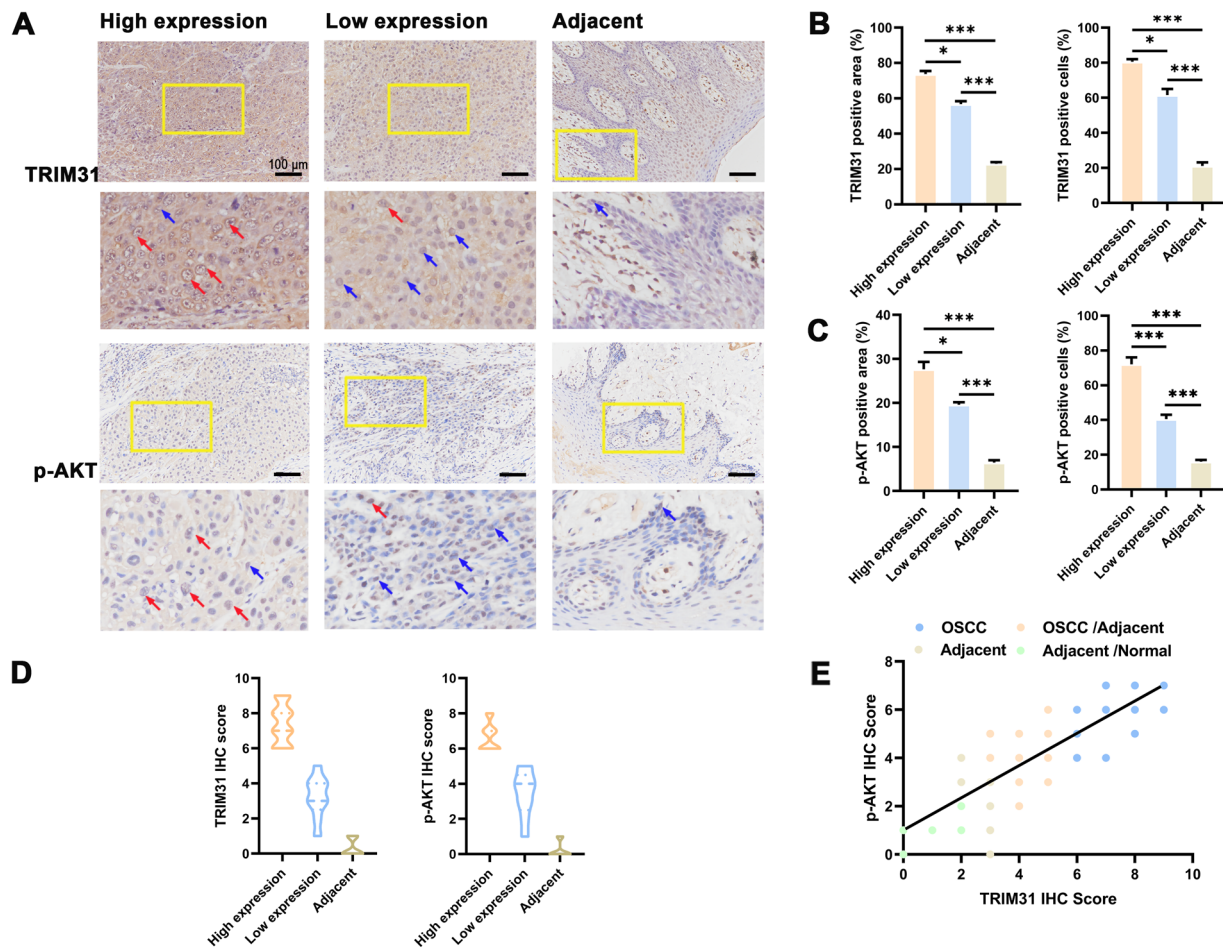 A
High expression
Low expression
Adjacent
TRIM31
100 μm
p-AKT
B
TRIM31 positive area (%)
100
80
60
40
20
0
***
*
***
High expression
Low expression
Adjacent
TRIM31 positive cells (%)
100
80
60
40
20
0
***
*
***
High expression
Low expression
Adjacent
C
p-AKT positive area (%)
40
30
20
10
0
***
*
***
High expression
Low expression
Adjacent
p-AKT positive cells (%)
100
80
60
40
20
0
***
***
***
High expression
Low expression
Adjacent
D
TRIM31 IHC score
10
8
6
4
2
0
High expression
Low expression
Adjacent
p-AKT IHC score
10
8
6
4
2
0
High expression
Low expression
Adjacent
E
OSCC
OSCC /Adjacent
Adjacent
Adjacent /Normal
p-AKT IHC Score
8
6
4
2
0
0
2
4
6
8
10
TRIM31 IHC Score